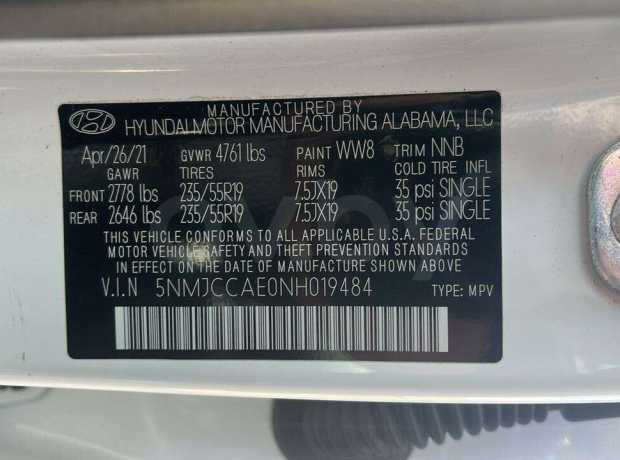 MANUFACTURED BY
HYUNDAI MOTOR MANUFACTURING ALABAMA, LLC
Apr/26/21 GVWR 4761 lbs PAINT WW8 TRIM NNB
GAWR TIRES RIMS COLD TIRE INFL
FRONT 2778 lbs 235/55R19 7.5JX19 35 psi SINGLE
REAR 2646 lbs 235/55R19 7.5JX19 35 psi SINGLE
THIS VEHICLE CONFORMS TO ALL APPLICABLE U.S.A. FEDERAL
MOTOR VEHICLE SAFETY AND THEFT PREVENTION STANDARDS
IN EFFECT ON THE DATE OF MANUFACTURE SHOWN ABOVE
V.I.N 5NMJCCAE0NH019484 TYPE: MPV